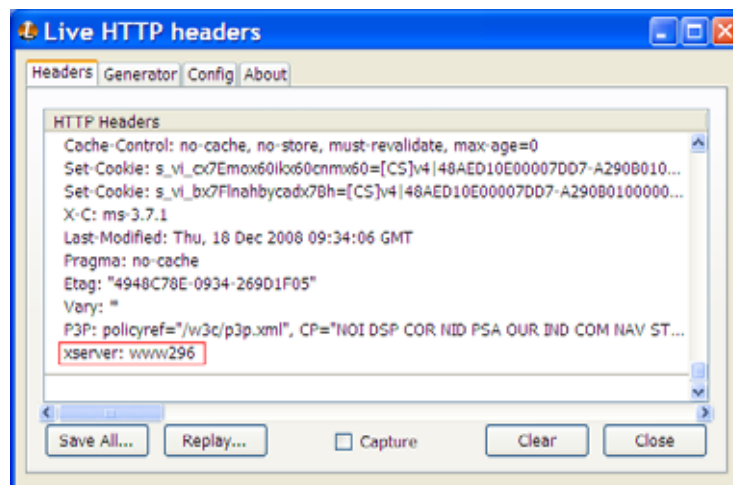 Live HTTP headers
Headers Generator Config About
HTTP Headers
Cache-Control: no-cache, no-store, must-revalidate, max-age=0
Set-Cookie: s_vi_cx7Emox60ikx60cnmx60=[CS]v4|48AED10E00007DD7-A290B010...
Set-Cookie: s_vi_bx7Flnahbycadx78h=[CS]v4|48AED10E00007DD7-A290B0100000...
X-C: ms-3.7.1
Last-Modified: Thu, 18 Dec 2008 09:34:06 GMT
Pragma: no-cache
Etag: "4948C78E-0934-269D1F05"
Vary: *
P3P: policyref="/w3c/p3p.xml", CP="NOI DSP COR NID PSA OUR IND COM NAV ST...
xserver: www296
Save All... Replay... Capture Clear Close